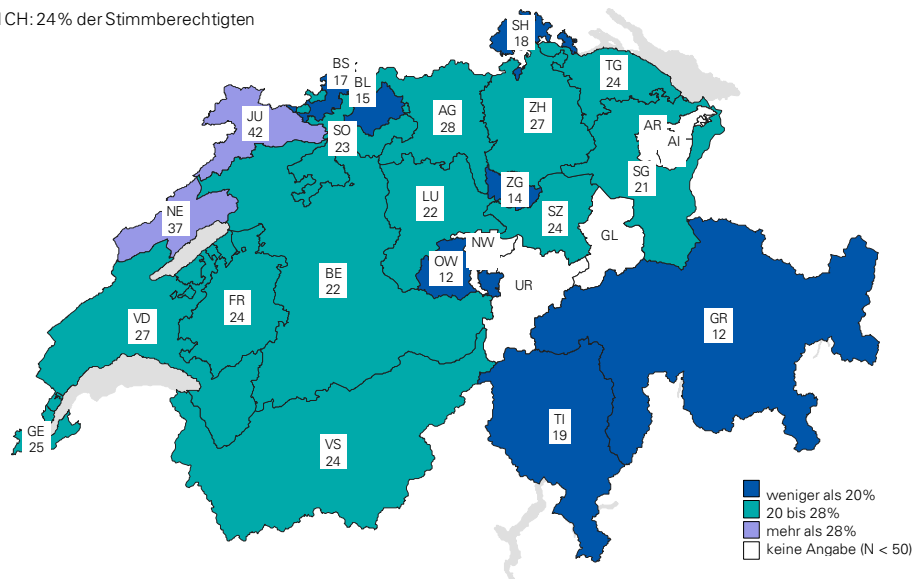 CH: 24% der Stimmberechtigten
SH
18
BS
17
BL
15
TG
24
JU
42
AG
28
ZH
27
SO
23
AR
AI
SG
21
ZG
14
LU
22
SZ
24
NE
37
NW
GL
OW
12
UR
BE
22
FR
24
VD
27
GR
12
TI
19
GE
25
VS
24
weniger als 20%
20 bis 28%
mehr als 28%
keine Angabe (N < 50)